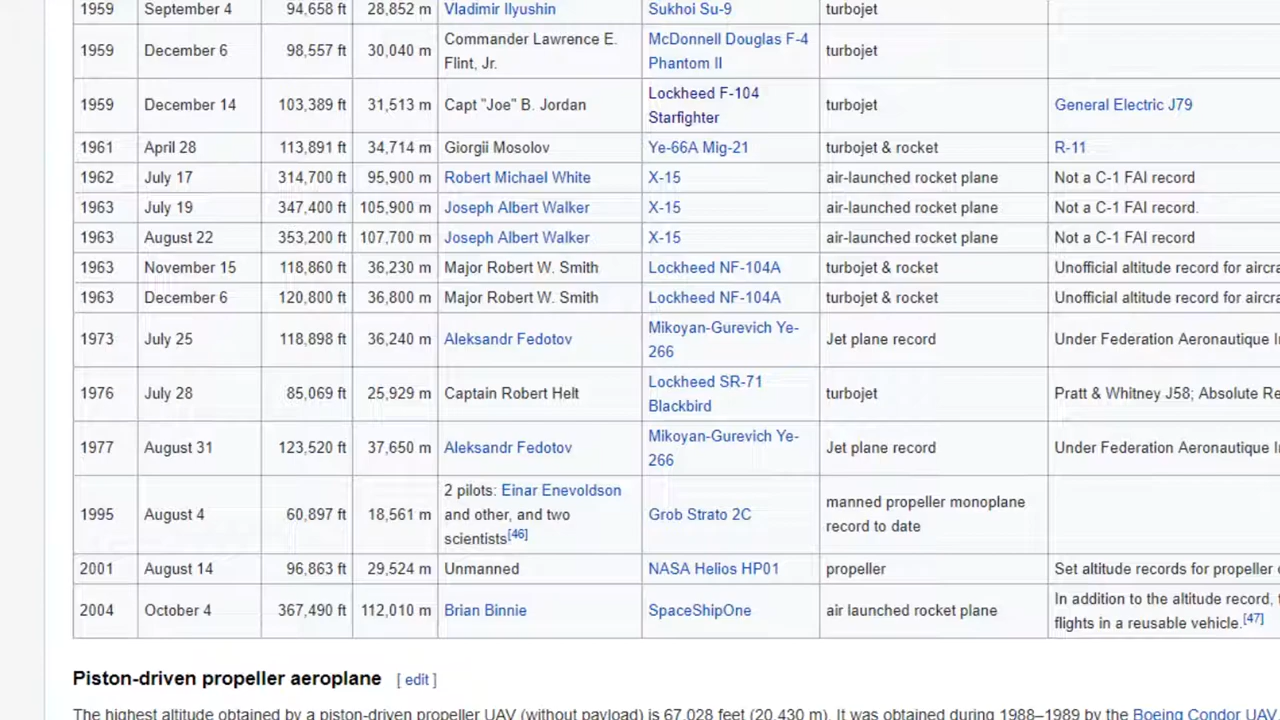 1959 September 4 94,658 ft 28,852 m Vladimir Ilyushin Sukhoi Su-9 turbojet
1959 December 6 98,557 ft 30,040 m Commander Lawrence E. Flint, Jr. McDonnell Douglas F-4 Phantom II turbojet
1959 December 14 103,389 ft 31,513 m Capt "Joe" B. Jordan Lockheed F-104 Starfighter turbojet General Electric J79
1961 April 28 113,891 ft 34,714 m Giorgii Mosolov Ye-66A Mig-21 turbojet & rocket R-11
1962 July 17 314,700 ft 95,900 m Robert Michael White X-15 air-launched rocket plane Not a C-1 FAI record
1963 July 19 347,400 ft 105,900 m Joseph Albert Walker X-15 air-launched rocket plane Not a C-1 FAI record.
1963 August 22 353,200 ft 107,700 m Joseph Albert Walker X-15 air-launched rocket plane Not a C-1 FAI record
1963 November 15 118,860 ft 36,230 m Major Robert W. Smith Lockheed NF-104A turbojet & rocket Unofficial altitude record for aircra
1963 December 6 120,800 ft 36,800 m Major Robert W. Smith Lockheed NF-104A turbojet & rocket Unofficial altitude record for aircra
1973 July 25 118,898 ft 36,240 m Aleksandr Fedotov Mikoyan-Gurevich Ye-266 Jet plane record Under Federation Aeronautique I
1976 July 28 85,069 ft 25,929 m Captain Robert Helt Lockheed SR-71 Blackbird turbojet Pratt & Whitney J58; Absolute Re
1977 August 31 123,520 ft 37,650 m Aleksandr Fedotov Mikoyan-Gurevich Ye-266 Jet plane record Under Federation Aeronautique I
1995 August 4 60,897 ft 18,561 m 2 pilots: Einar Enevoldson and other, and two scientists[46] Grob Strato 2C manned propeller monoplane record to date
2001 August 14 96,863 ft 29,524 m Unmanned NASA Helios HP01 propeller Set altitude records for propeller
2004 October 4 367,490 ft 112,010 m Brian Binnie SpaceShipOne air launched rocket plane In addition to the altitude record, flights in a reusable vehicle.[47]
Piston-driven propeller aeroplane [ edit ]
The highest altitude obtained by a piston-driven propeller UAV (without payload) is 67,028 feet (20,430 m). It was obtained during 1988–1989 by the Boeing Condor UAV